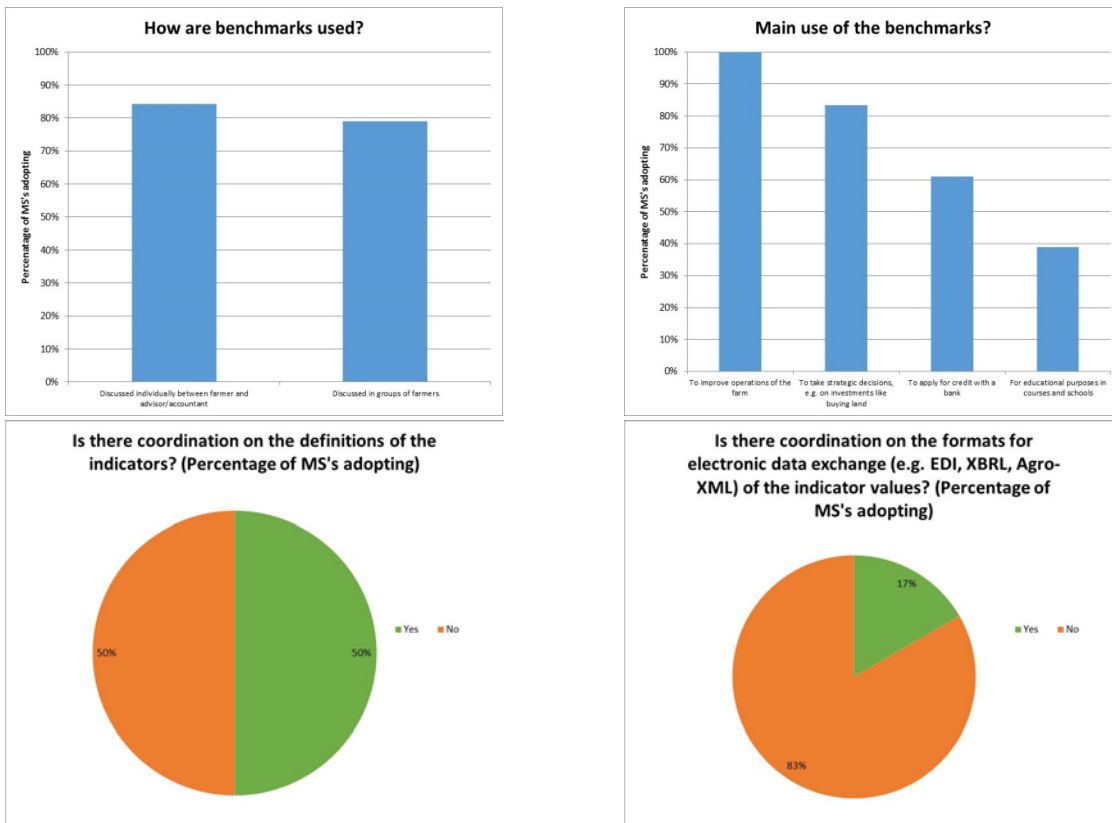 How are benchmarks used?
100%
90%
80%
70%
60%
50%
40%
30%
20%
10%
0%
Percenatage of MS's adopting
Discussed individually between farmer and
advisor/accountant
Discussed in groups of farmers
Main use of the benchmarks?
100%
90%
80%
70%
60%
50%
40%
30%
20%
10%
0%
Percenatage of MS's adopting
To improve operations of the
farm
To take strategic decisions,
e.g. on investments like
buying land
To apply for credit with a
bank
For educational purposes in
courses and schools
Is there coordination on the definitions of the
indicators? (Percentage of MS's adopting)
50%
50%
Yes
No
Is there coordination on the formats for
electronic data exchange (e.g. EDI, XBRL, Agro-
XML) of the indicator values? (Percentage of
MS's adopting)
17%
83%
Yes
No